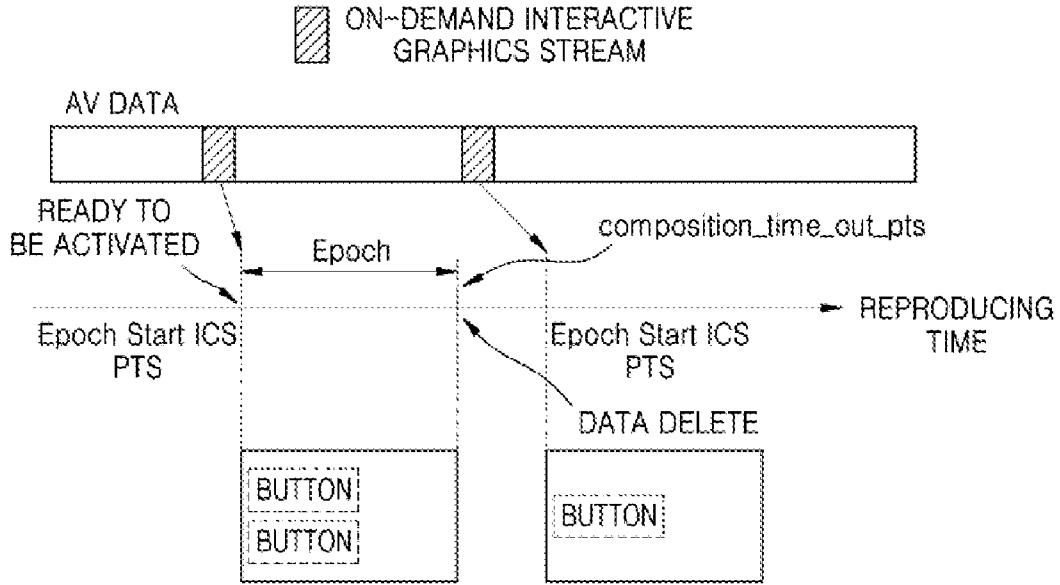 ON-DEMAND INTERACTIVE
GRAPHICS STREAM
AV DATA
READY TO
BE ACTIVATED
Epoch
composition_time_out_pts
REPRODUCING
TIME
Epoch Start ICS
PTS
Epoch Start ICS
PTS
DATA DELETE
BUTTON
BUTTON
BUTTON